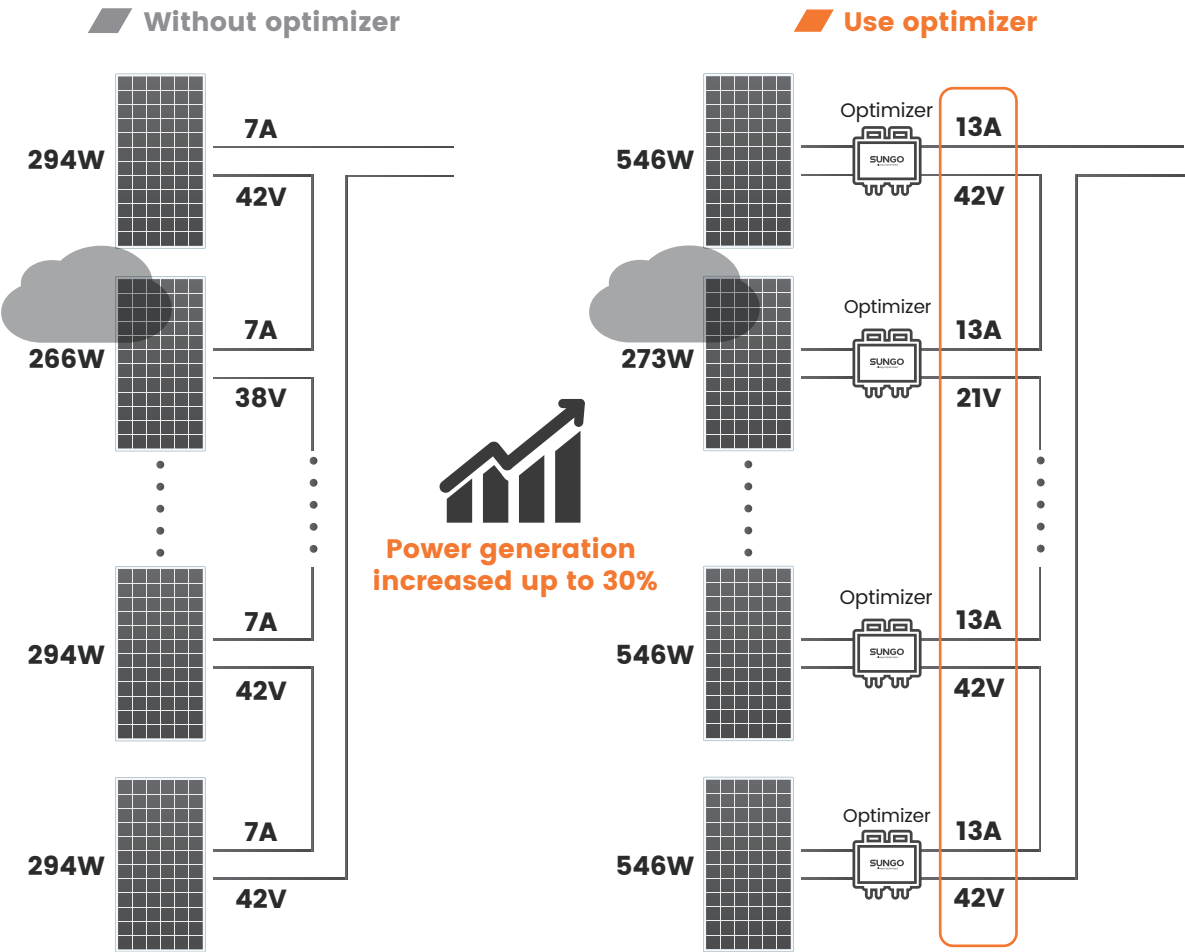 Without optimizer
Use optimizer
294W
7A
42V
266W
7A
38V
294W
7A
42V
294W
7A
42V
Power generation
increased up to 30%
546W
Optimizer
SUNGO
13A
42V
273W
Optimizer
SUNGO
13A
21V
546W
Optimizer
SUNGO
13A
42V
546W
Optimizer
SUNGO
13A
42V